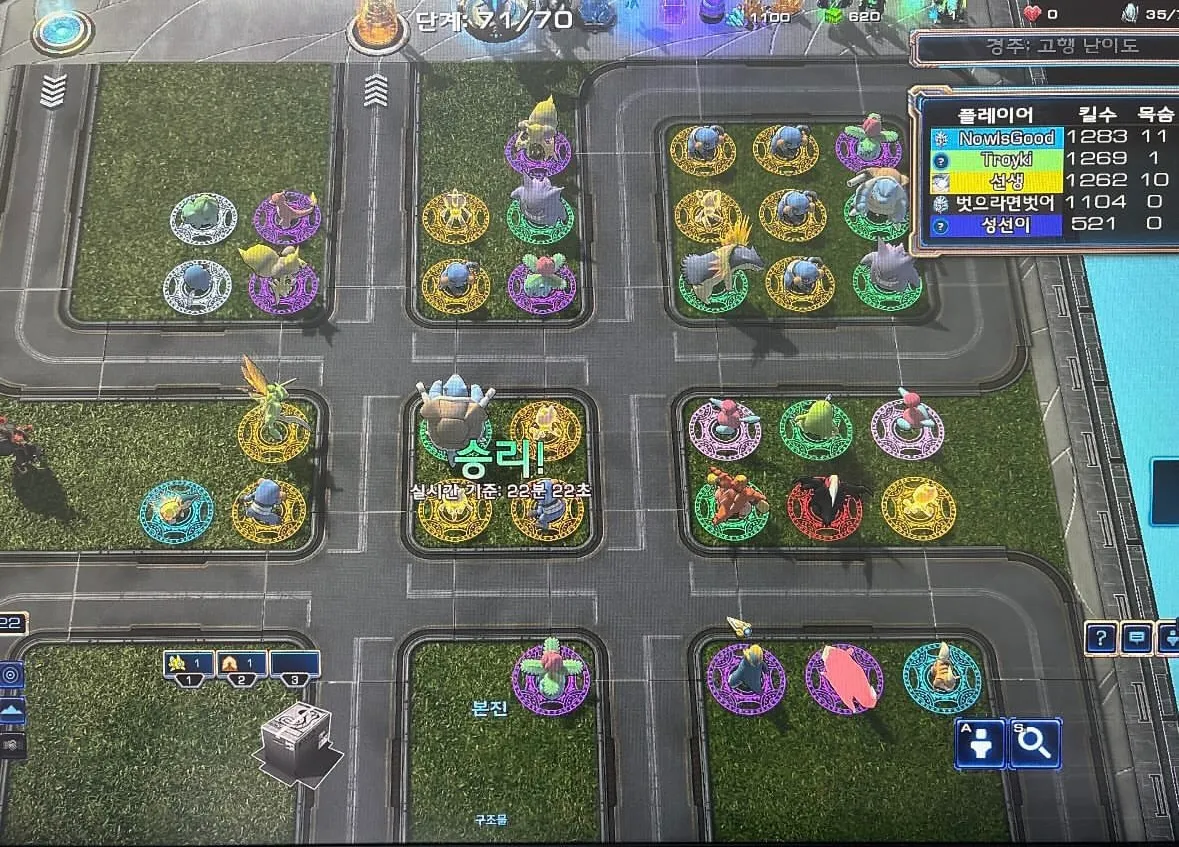 단계: 71/70
1100
620
1
0
35/
경주: 고행 난이도
플레이어 킬수 목숨
NowIsGood 1283 11
Troyki 1269 1
선생 1262 10
벗으라면벗어 1104 0
성선이 521 0
승리!
실시간 기준: 22분 22초
22
1 1
1 2 3
본진
구조물
?
A S